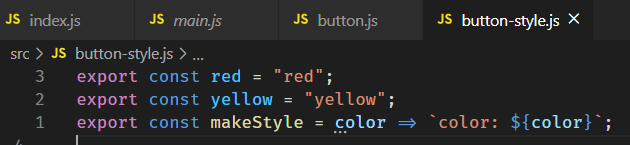 JS index.js JS main.js JS button.js JS button-style.js ×
src > JS button-style.js > ...
3 export const red = "red";
2 export const yellow = "yellow";
1 export const makeStyle = color => `color: ${color}`;